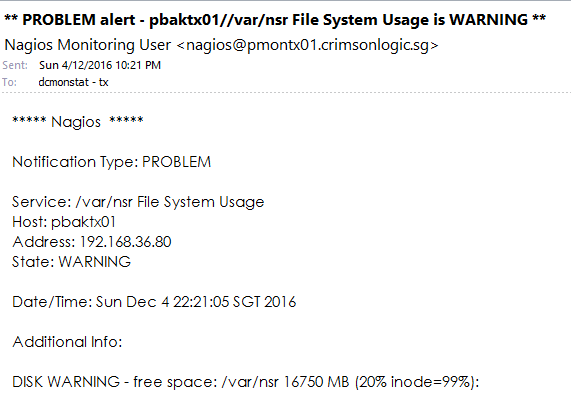 ** PROBLEM alert - pbaktx01//var/nsr File System Usage is WARNING **
Nagios Monitoring User <nagios@pmontx01.crimsonlogic.sg>
Sent: Sun 4/12/2016 10:21 PM
To: dcmonstat - tx
***** Nagios *****
Notification Type: PROBLEM
Service: /var/nsr File System Usage
Host: pbaktx01
Address: 192.168.36.80
State: WARNING
Date/Time: Sun Dec 4 22:21:05 SGT 2016
Additional Info:
DISK WARNING - free space: /var/nsr 16750 MB (20% inode=99%):